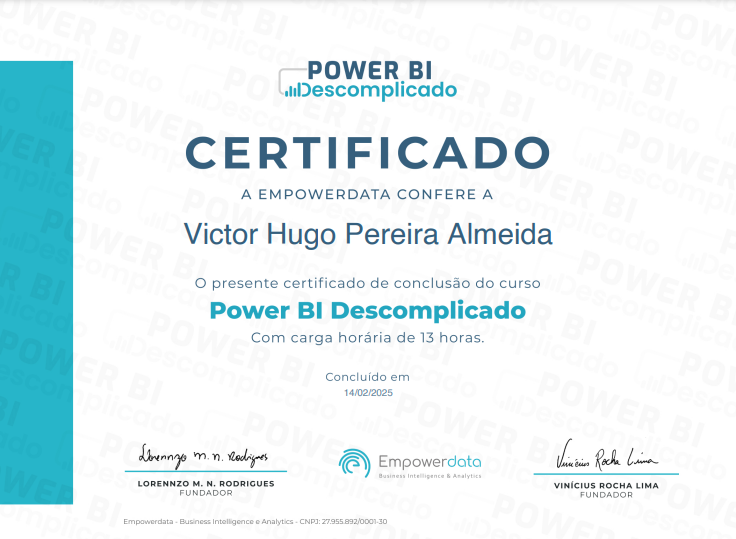 POWER BI
Descomplicado
CERTIFICADO
A EMPOWERDATA CONFERE A
Victor Hugo Pereira Almeida
O presente certificado de conclusão do curso
Power BI Descomplicado
Com carga horária de 13 horas.
Concluído em
14/02/2025
Lorennzo M. N. Rodrigues
LORENNZO M. N. RODRIGUES
FUNDADOR
Empowerdata
Business Intelligence & Analytics
Vinícius Rocha Lima
VINÍCIUS ROCHA LIMA
FUNDADOR
Empowerdata - Business Intelligence e Analytics - CNPJ: 27.955.892/0001-30